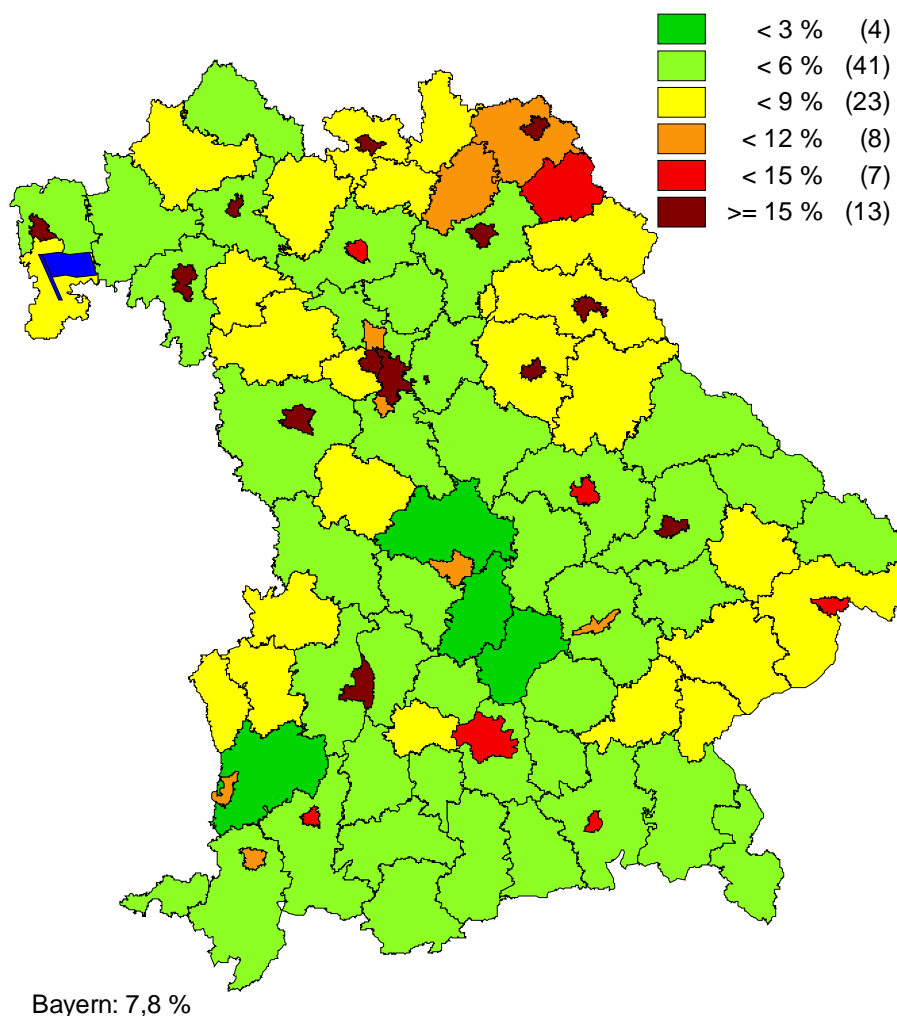 < 3 % (4)
< 6 % (41)
< 9 % (23)
< 12 % (8)
< 15 % (7)
>= 15 % (13)
Bayern: 7,8 %